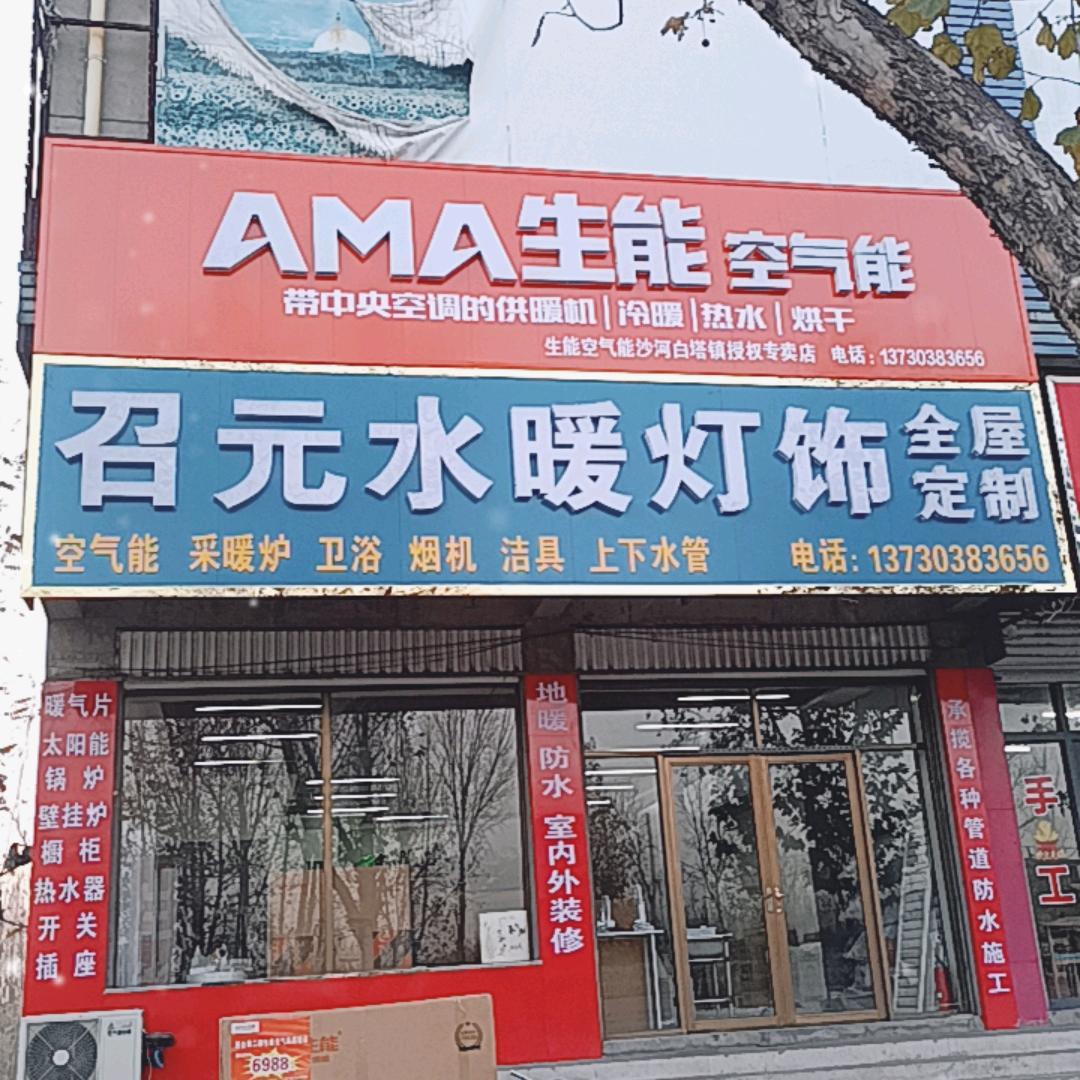 AMA生能 空气能
带中央空调的供暖机|冷暖|热水|烘干
生能空气能沙河白塔镇授权专卖店 电话:13730383656
召元水暖灯饰 全屋定制
空气能 采暖炉 卫浴 烟机 洁具 上下水管 电话:13730383656
暖气片
太阳能
锅炉
壁挂炉
橱柜
热水器
开关
插座
地暖 防水 室内外装修
承揽各种管道防水施工
手工
生能
6988